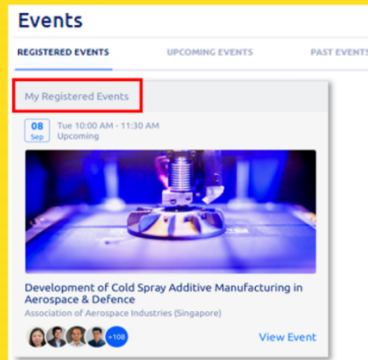 Events
REGISTERED EVENTS UPCOMING EVENTS PAST EVENTS
My Registered Events
08 Tue 10:00 AM - 11:30 AM
Sep Upcoming
Development of Cold Spray Additive Manufacturing in
Aerospace & Defence
Association of Aerospace Industries (Singapore)
+108 View Event